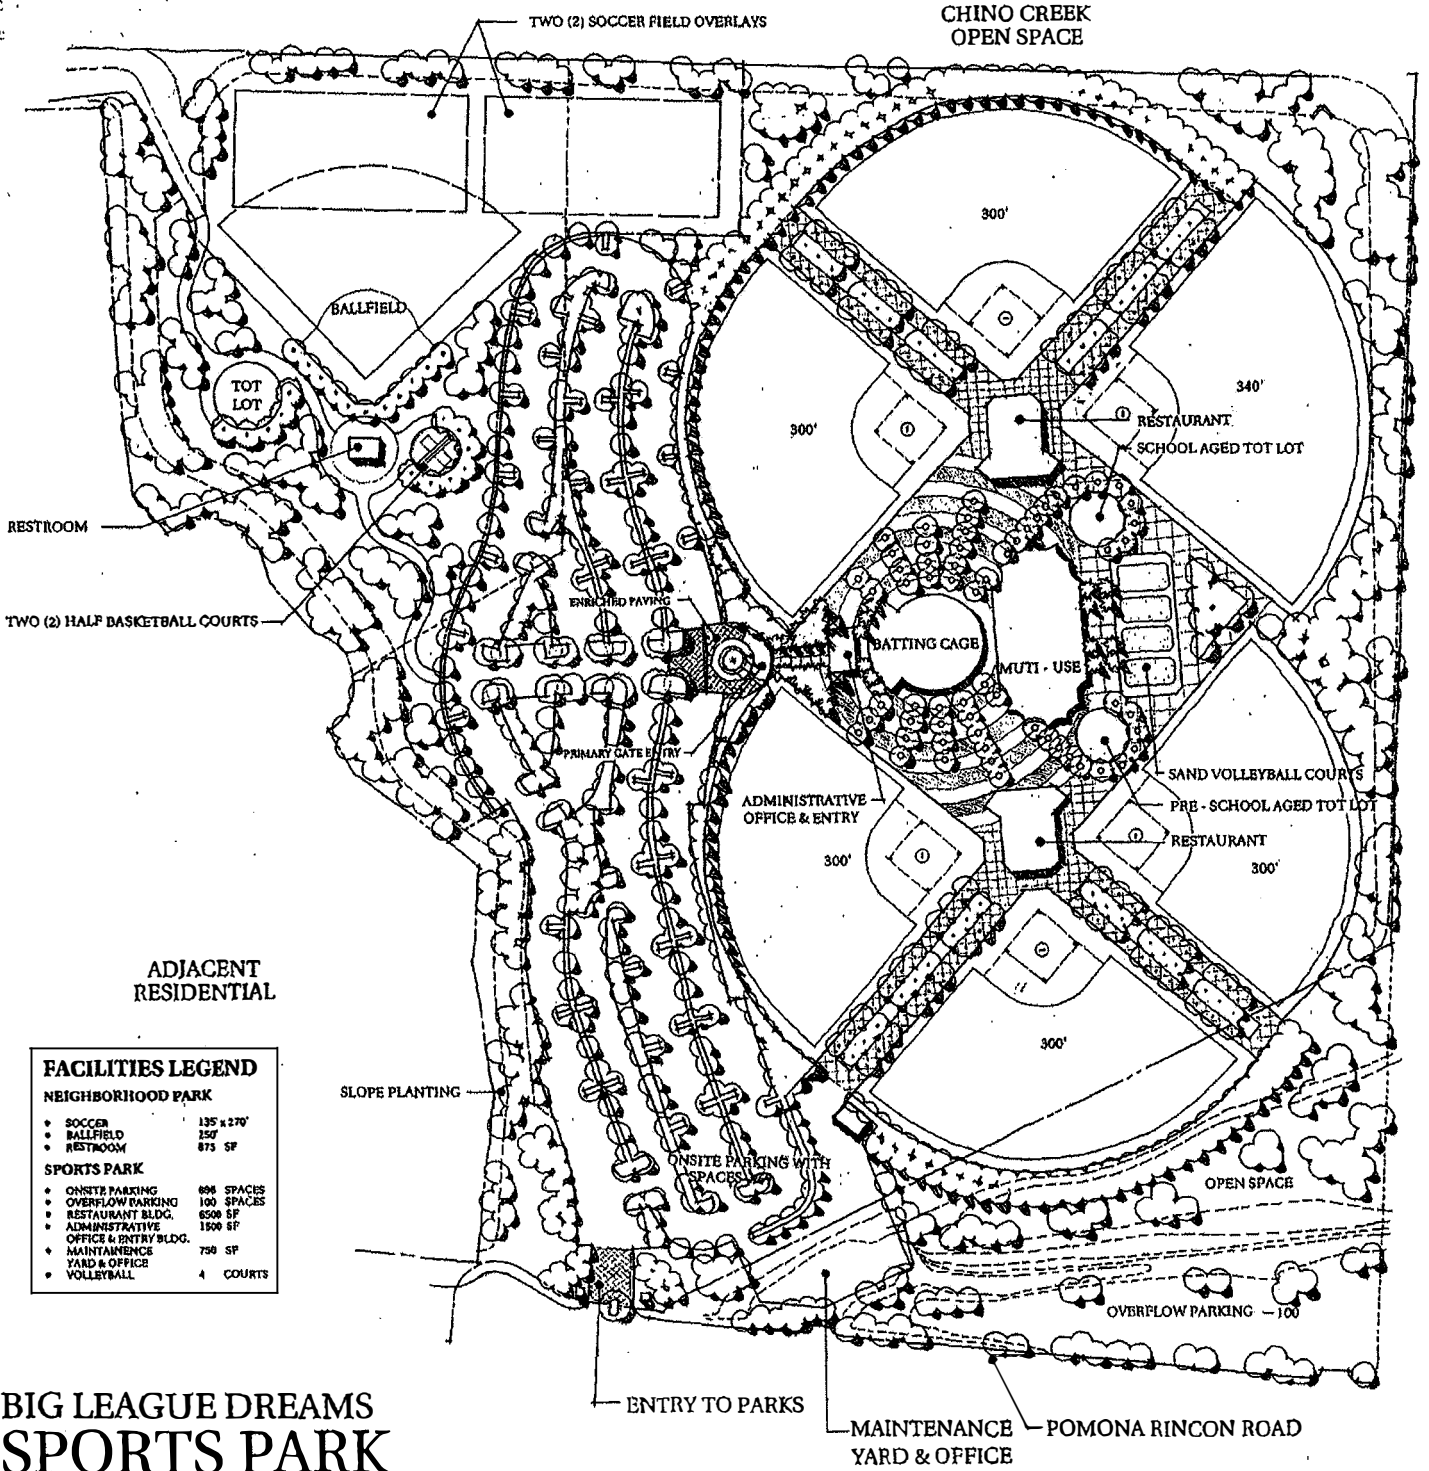 TWO (2) SOCCER FIELD OVERLAYS
CHINO CREEK
OPEN SPACE
300'
BALLFIELD
TOT
LOT
300'
340'
RESTAURANT
SCHOOL AGED TOT LOT
RESTROOM
ENRICHED PAVING
TWO (2) HALF BASKETBALL COURTS
BATTING CAGE
MUTI - USE
PRIMARY GATE ENTRY
SAND VOLLEYBALL COURTS
ADMINISTRATIVE
OFFICE & ENTRY
PRE - SCHOOL AGED TOT LOT
RESTAURANT
300'
300'
ADJACENT
RESIDENTIAL
300'
SLOPE PLANTING
FACILITIES LEGEND
NEIGHBORHOOD PARK
SOCCER 135' x 270'
BALLFIELD 250'
RESTROOM 875 SF
SPORTS PARK
ONSITE PARKING SPACES
OVERFLOW PARKING 100 SPACES
RESTAURANT BLDG. 6500 SF
ADMINISTRATIVE 1500 SF
OFFICE & ENTRY BLDG.
MAINTAINENCE 750 SF
YARD & OFFICE
VOLLEYBALL 4 COURTS
ONSITE PARKING WITH
SPACES
OPEN SPACE
OVERFLOW PARKING - 100
ENTRY TO PARKS
MAINTENANCE
YARD & OFFICE
POMONA RINCON ROAD
BIG LEAGUE DREAMS
SPORTS PARK